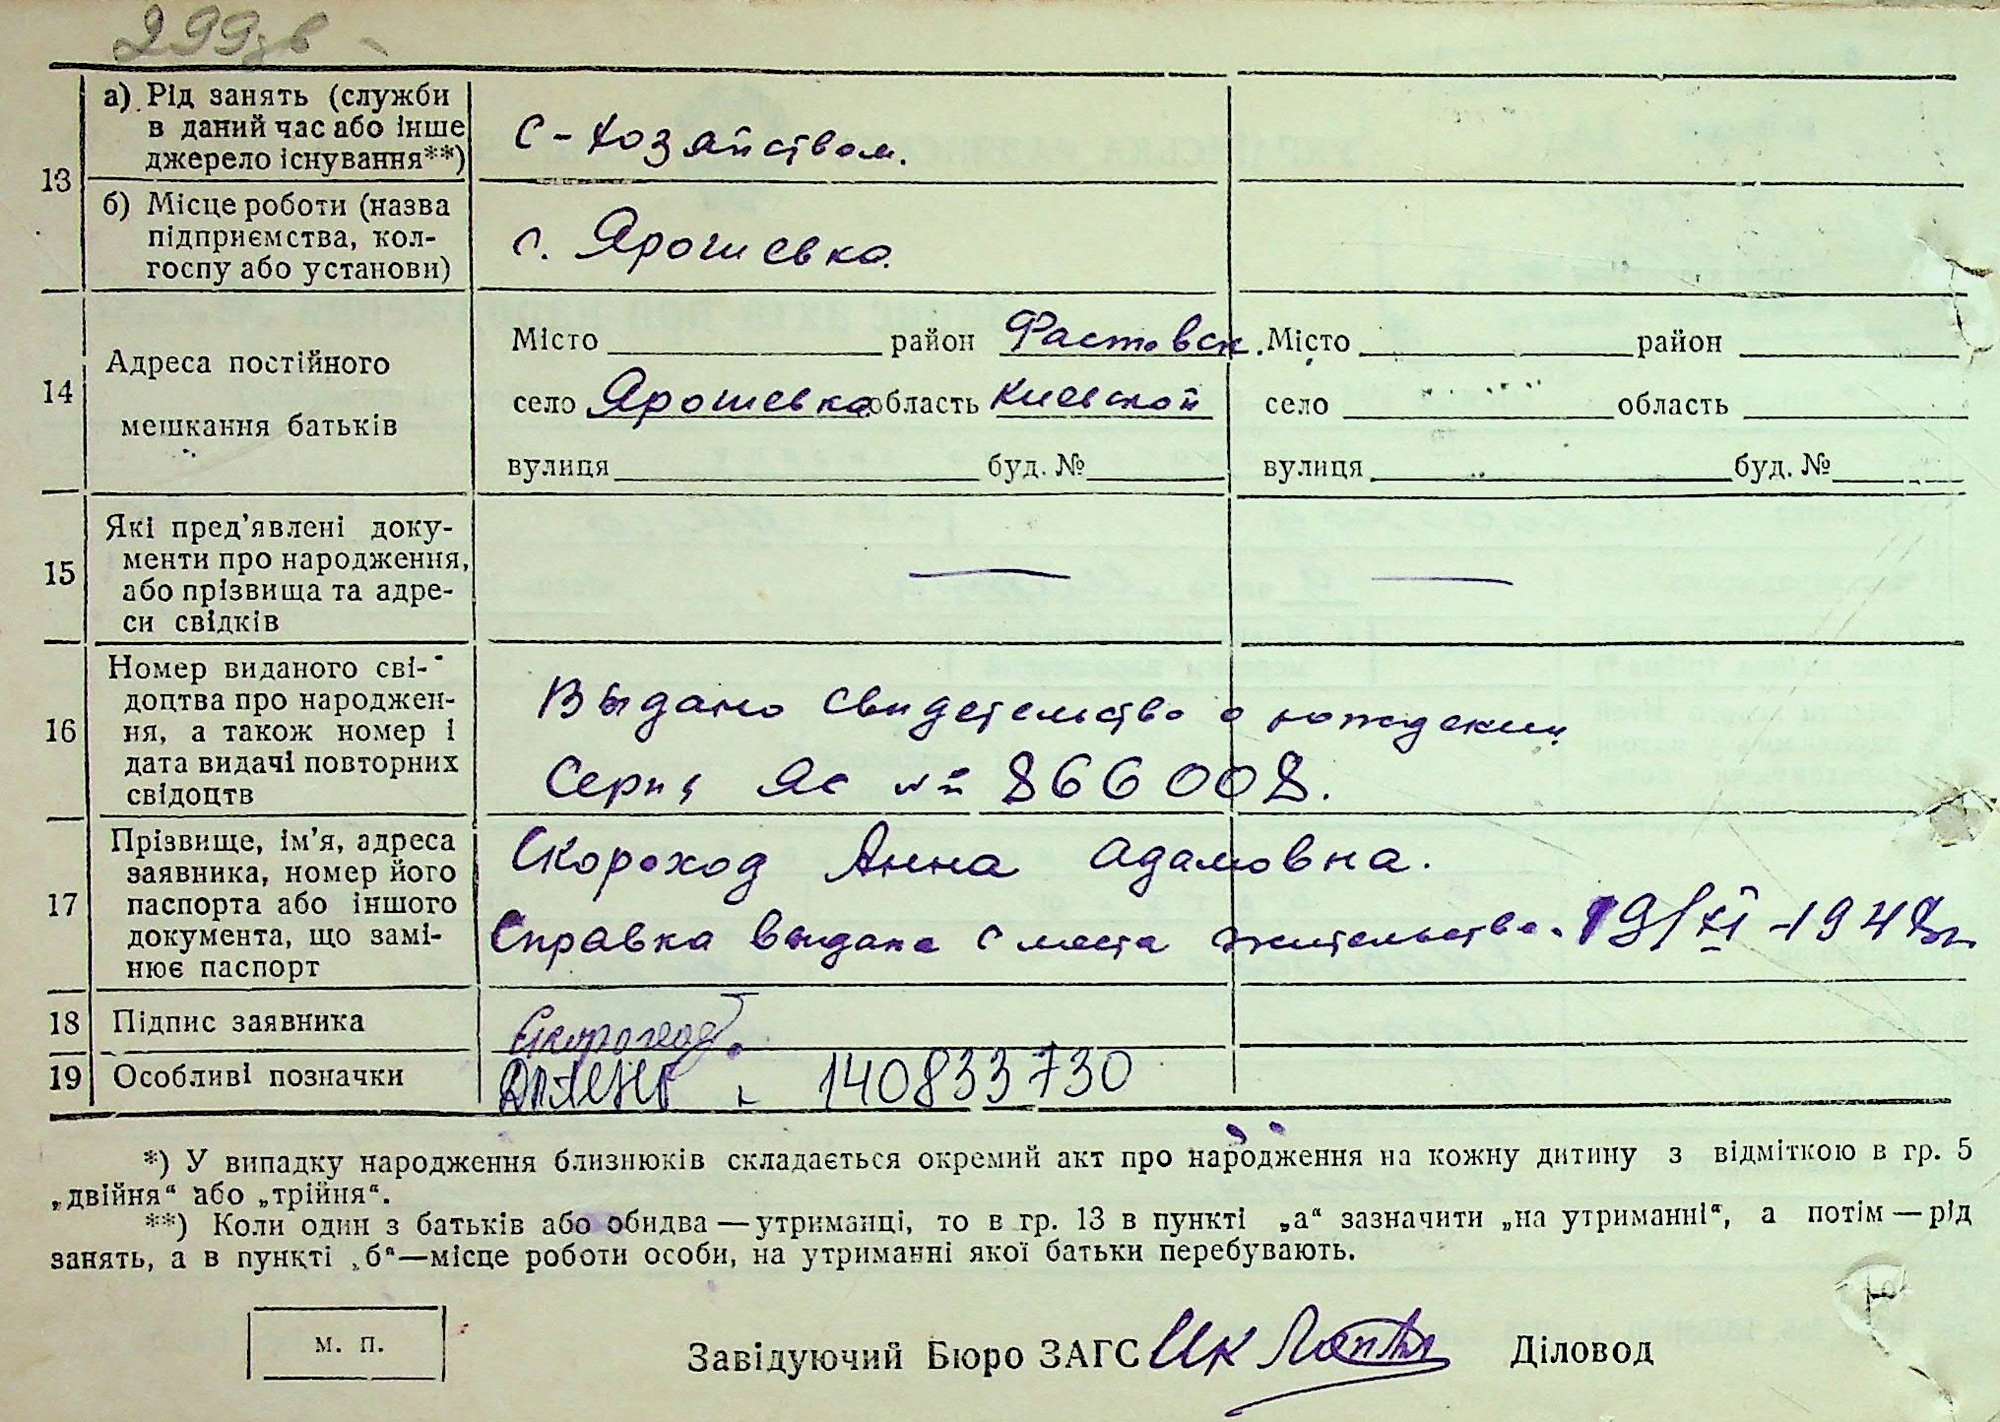 299зв
13
а) Рід занять (служби
в даний час або інше
джерело існування**)
С-хозяйством.
б) Місце роботи (назва
підприємства, кол-
госпу або установи)
с. Ярошевка.
14
Адреса постійного
мешкання батьків
Місто район Фастовск.
село Ярошевка область Киевской
вулиця буд. №
Місто район
село область
вулиця буд. №
15
Які пред’явлені доку-
менти про народження,
або прізвища та адре-
си свідків
16
Номер виданого сві-
доцтва про народжен-
ня, а також номер і
дата видачі повторних
свідоцтв
Выдано свидетельство о рождении
Серия ЯС № 866008.
17
Прізвище, ім’я, адреса
заявника, номер його
паспорта або іншого
документа, що замі-
нює паспорт
Скороход Анна Адамовна.
Справка выдана с места жительства. 19/XI-1948г.
18 Підпис заявника
Скороход.
19 Особливі позначки
140833730
*) У випадку народження близнюків складається окремий акт про народження на кожну дитину з відміткою в гр. 5
„двійня“ або „трійня“.
**) Коли один з батьків або обидва — утриманці, то в гр. 13 в пункті „а“ зазначити „на утриманні“, а потім — рід
занять, а в пункті „б“—місце роботи особи, на утриманні якої батьки перебувають.
м. п.
Завідуючий Бюро ЗАГС Діловод